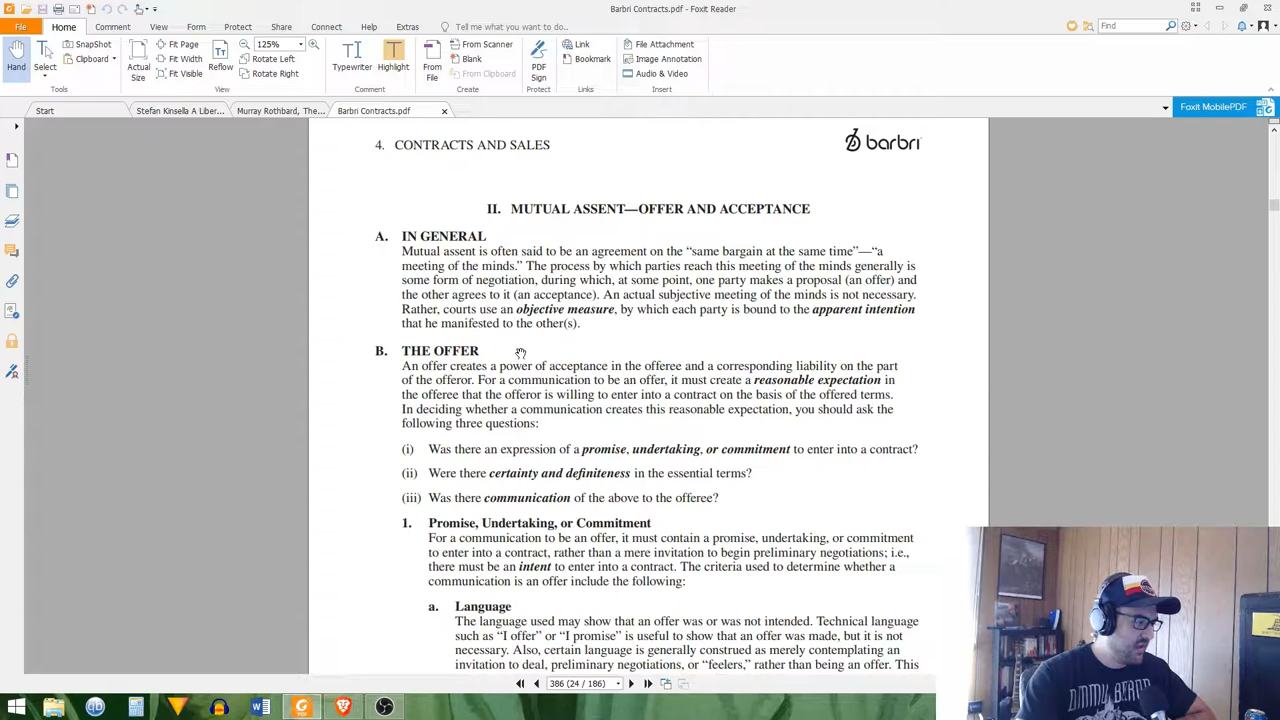 Barbri Contracts.pdf - Foxit Reader
File Home Comment View Form Protect Share Connect Help Extras Tell me what you want to do... Find
Hand
Select
SnapShot
Clipboard
Tools
Actual
Size
Fit Page
Fit Width
Fit Visible
Reflow
125%
Rotate Left
Rotate Right
View
Typewriter
Highlight
Comment
From
File
From Scanner
Blank
From Clipboard
Create
PDF
Sign
Protect
Link
Bookmark
Links
File Attachment
Image Annotation
Audio & Video
Insert
Start Stefan Kinsella A Liber... Murray Rothbard, The... Barbri Contracts.pdf Foxit MobilePDF
4. CONTRACTS AND SALES barbri
II. MUTUAL ASSENT—OFFER AND ACCEPTANCE
A. IN GENERAL
Mutual assent is often said to be an agreement on the “same bargain at the same time”—“a
meeting of the minds.” The process by which parties reach this meeting of the minds generally is
some form of negotiation, during which, at some point, one party makes a proposal (an offer) and
the other agrees to it (an acceptance). An actual subjective meeting of the minds is not necessary.
Rather, courts use an objective measure, by which each party is bound to the apparent intention
that he manifested to the other(s).
B. THE OFFER
An offer creates a power of acceptance in the offeree and a corresponding liability on the part
of the offeror. For a communication to be an offer, it must create a reasonable expectation in
the offeree that the offeror is willing to enter into a contract on the basis of the offered terms.
In deciding whether a communication creates this reasonable expectation, you should ask the
following three questions:
(i) Was there an expression of a promise, undertaking, or commitment to enter into a contract?
(ii) Were there certainty and definiteness in the essential terms?
(iii) Was there communication of the above to the offeree?
1. Promise, Undertaking, or Commitment
For a communication to be an offer, it must contain a promise, undertaking, or commitment
to enter into a contract, rather than a mere invitation to begin preliminary negotiations; i.e.,
there must be an intent to enter into a contract. The criteria used to determine whether a
communication is an offer include the following:
a. Language
The language used may show that an offer was or was not intended. Technical language
such as “I offer” or “I promise” is useful to show that an offer was made, but it is not
necessary. Also, certain language is generally construed as merely contemplating an
invitation to deal, preliminary negotiations, or “feelers,” rather than being an offer. This
386 (24 / 186)